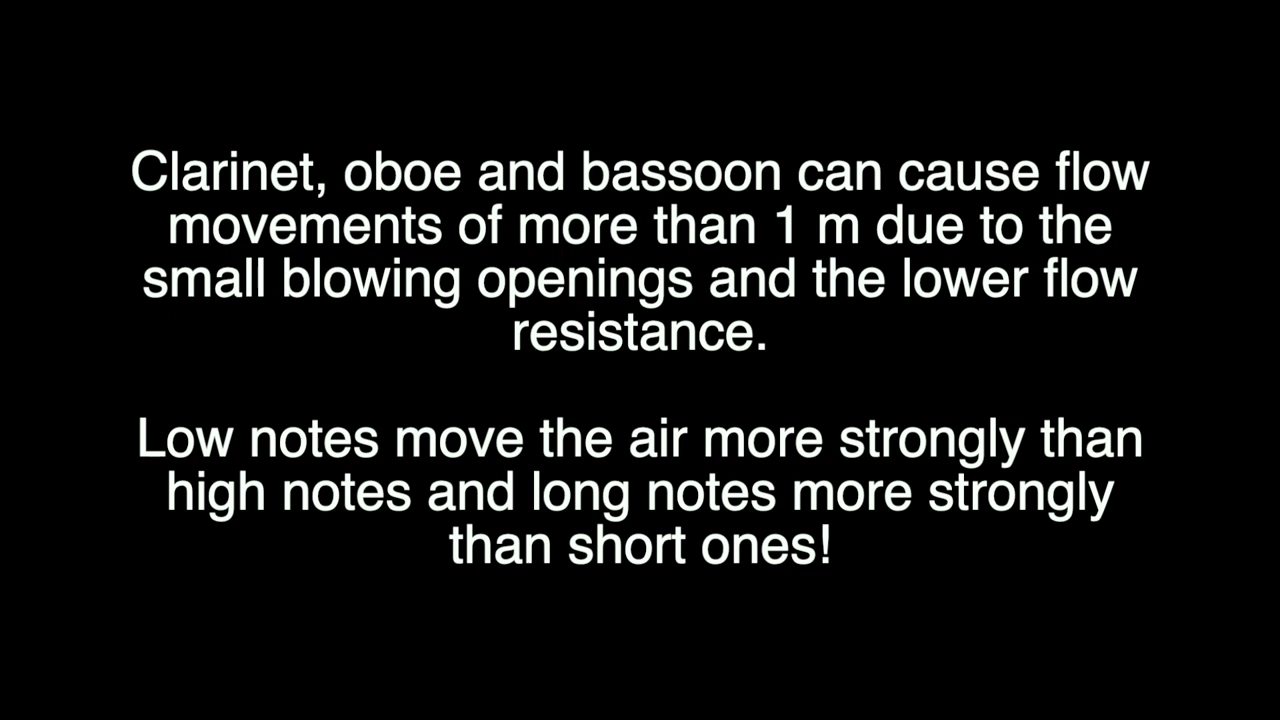 Clarinet, oboe and bassoon can cause flow
movements of more than 1 m due to the
small blowing openings and the lower flow
resistance.
Low notes move the air more strongly than
high notes and long notes more strongly
than short ones!